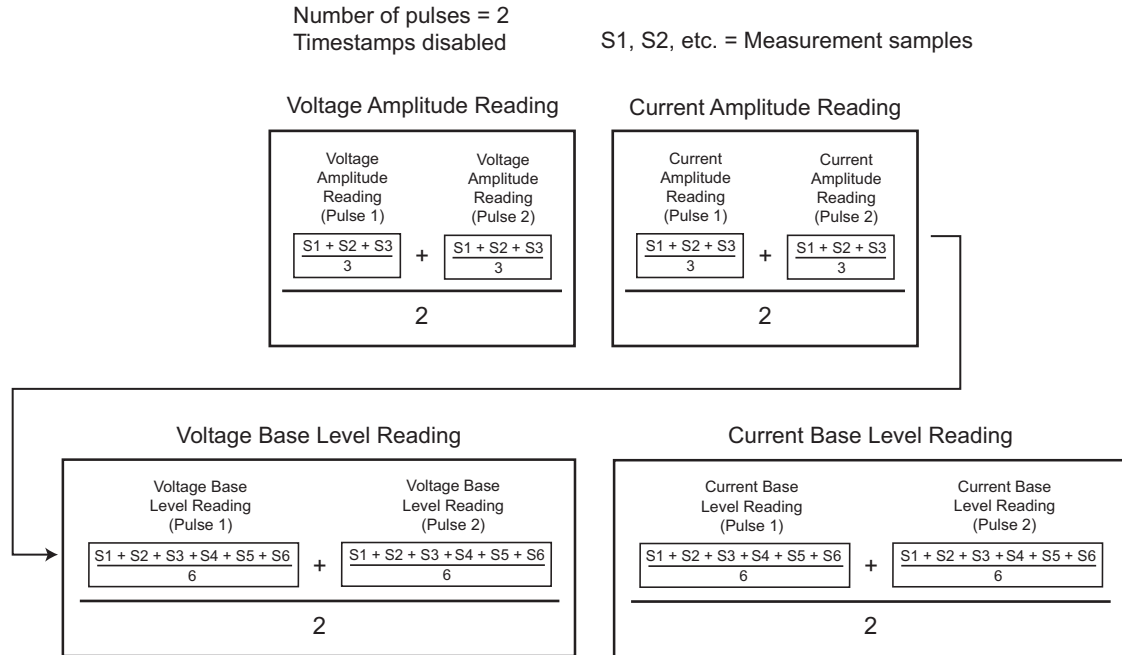 Number of pulses = 2
Timestamps disabled
S1, S2, etc. = Measurement samples
Voltage Amplitude Reading
Voltage
Amplitude
Reading
(Pulse 1)
S1 + S2 + S3
3
+
Voltage
Amplitude
Reading
(Pulse 2)
S1 + S2 + S3
3
2
Current Amplitude Reading
Current
Amplitude
Reading
(Pulse 1)
S1 + S2 + S3
3
+
Current
Amplitude
Reading
(Pulse 2)
S1 + S2 + S3
3
2
Voltage Base Level Reading
Voltage Base
Level Reading
(Pulse 1)
S1 + S2 + S3 +S4 + S5 + S6
6
+
Voltage Base
Level Reading
(Pulse 2)
S1 + S2 + S3 +S4 + S5 + S6
6
2
Current Base Level Reading
Current Base
Level Reading
(Pulse 1)
S1 + S2 + S3 +S4 + S5 + S6
6
+
Current Base
Level Reading
(Pulse 2)
S1 + S2 + S3 +S4 + S5 + S6
6
2